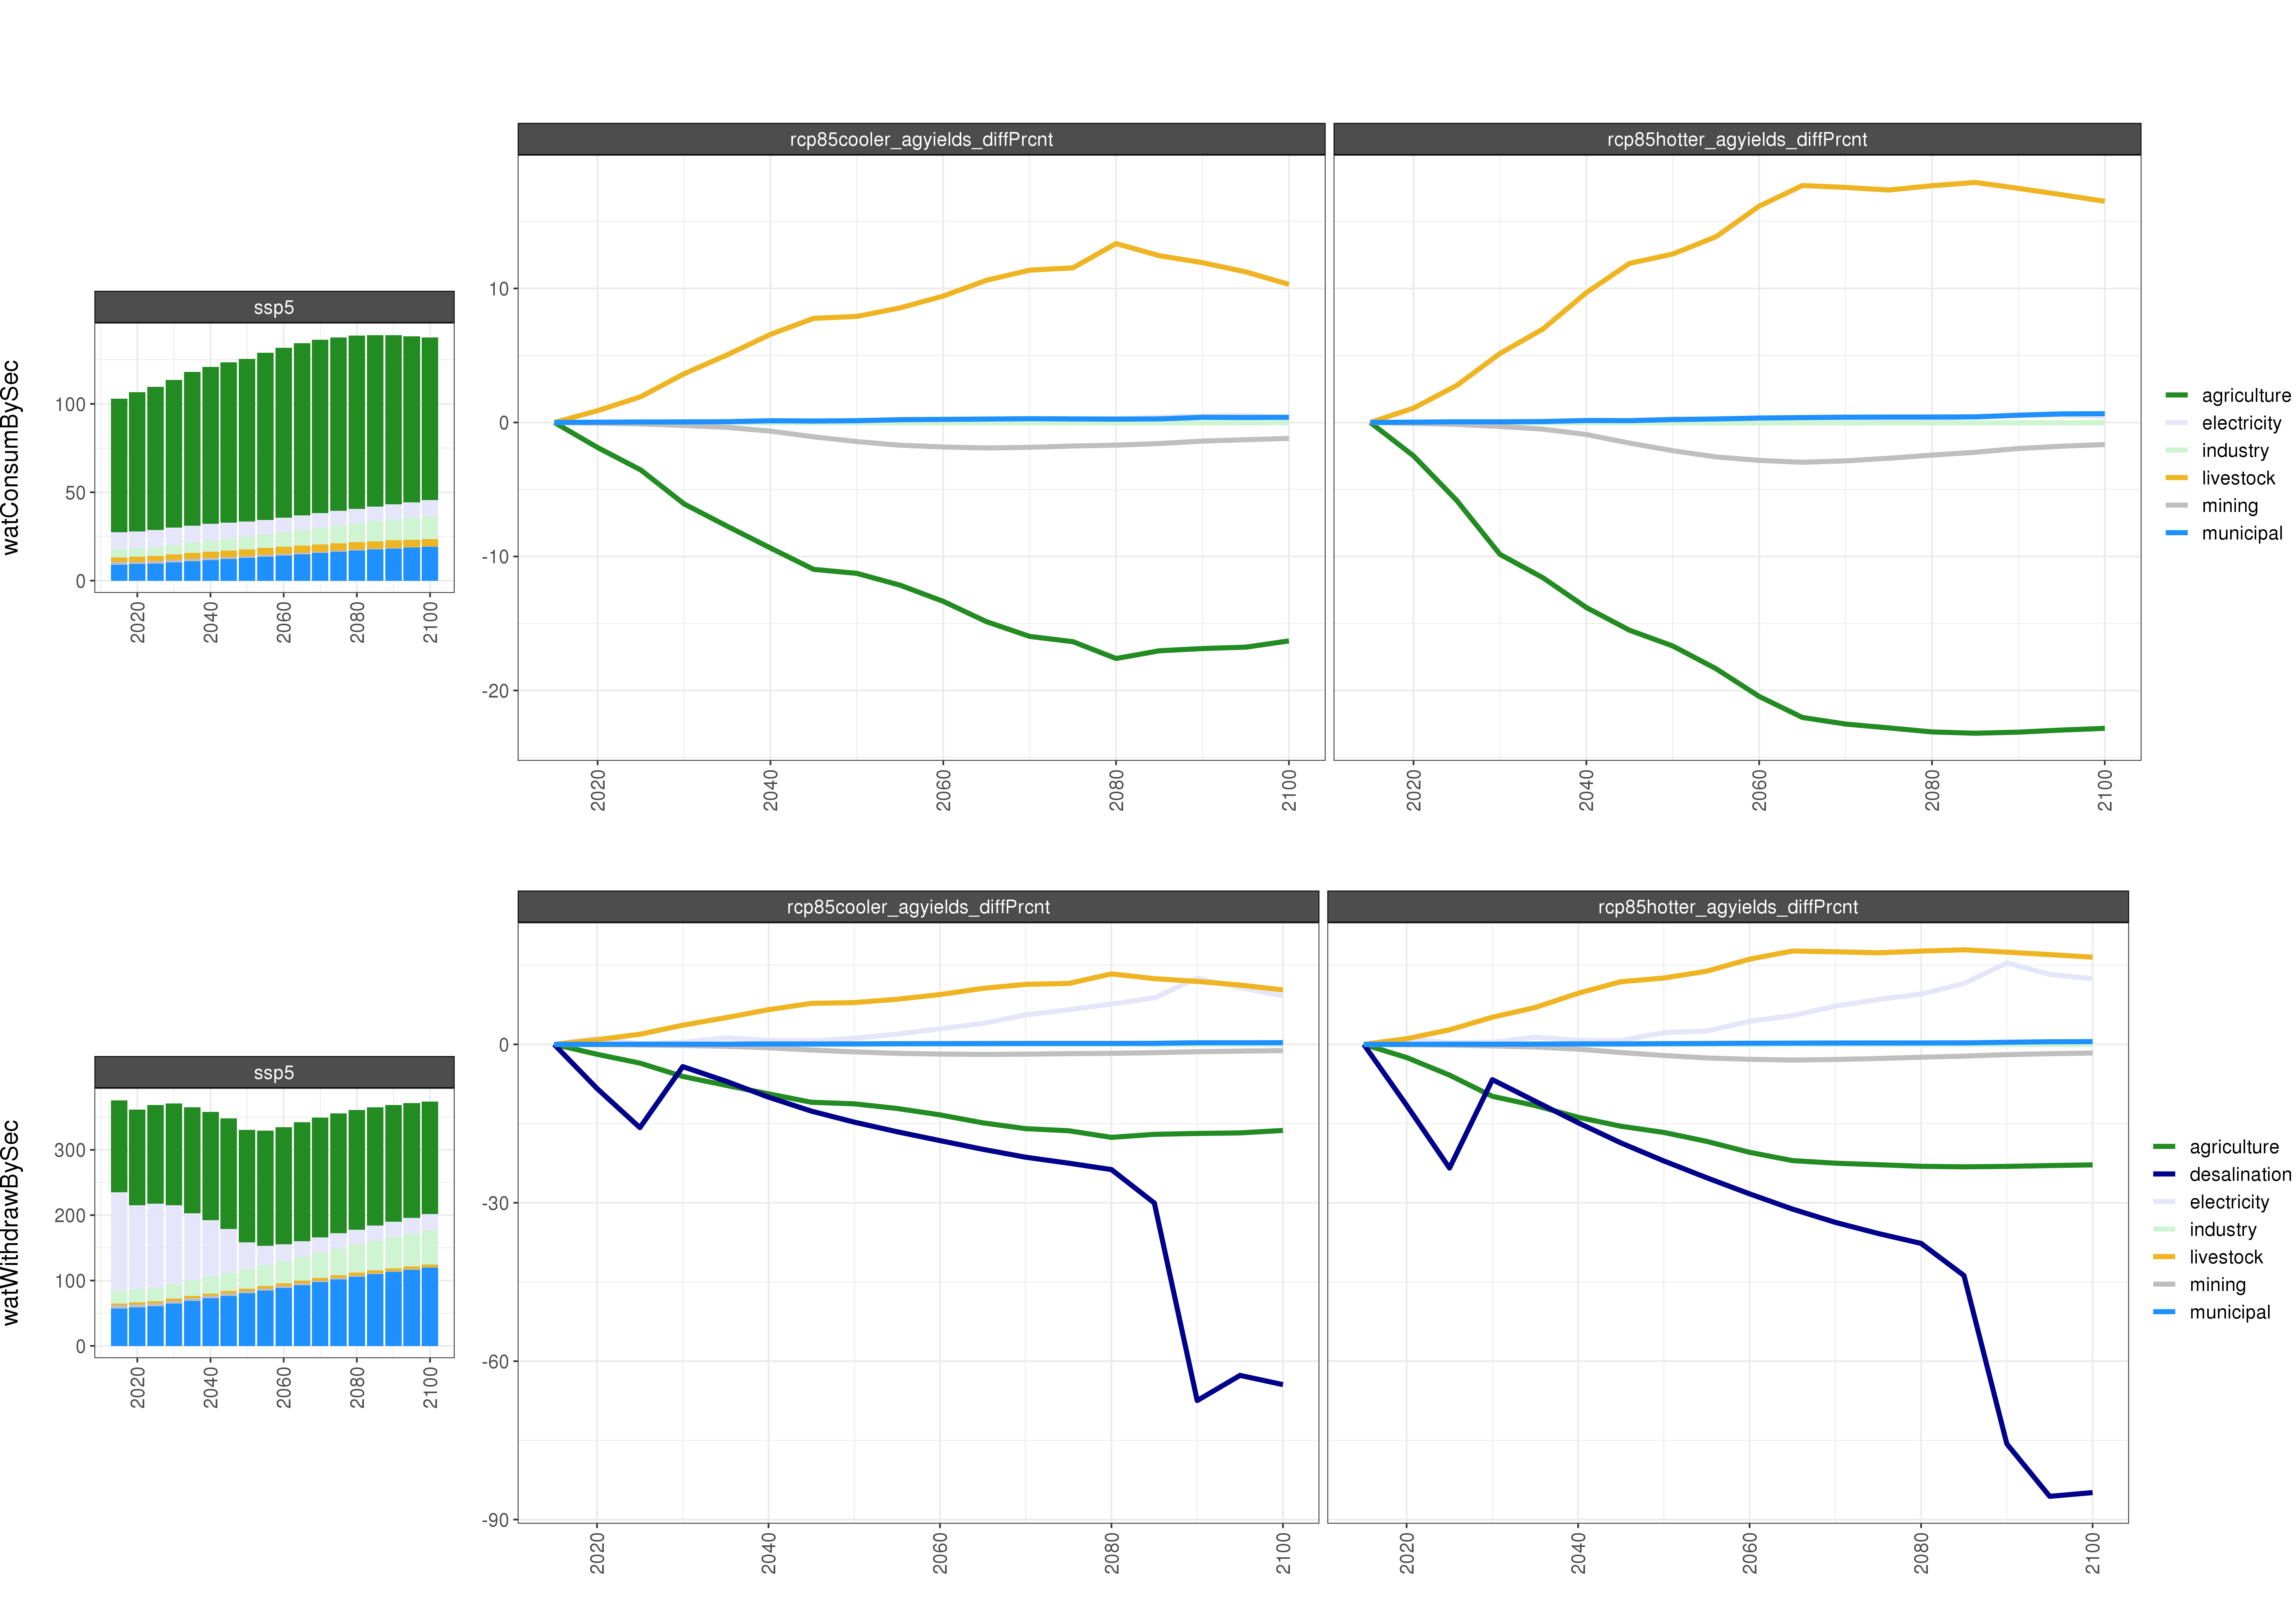 rcp85cooler_agyields_diffPrcnt
rcp85hotter_agyields_diffPrcnt
watConsumBySec
ssp5
100
50
0
2020
2040
2060
2080
2100
10
0
-10
-20
2020
2040
2060
2080
2100
2020
2040
2060
2080
2100
agriculture
electricity
industry
livestock
mining
municipal
rcp85cooler_agyields_diffPrcnt
rcp85hotter_agyields_diffPrcnt
watWithdrawBySec
ssp5
300
200
100
0
2020
2040
2060
2080
2100
0
-30
-60
-90
2020
2040
2060
2080
2100
2020
2040
2060
2080
2100
agriculture
desalination
electricity
industry
livestock
mining
municipal